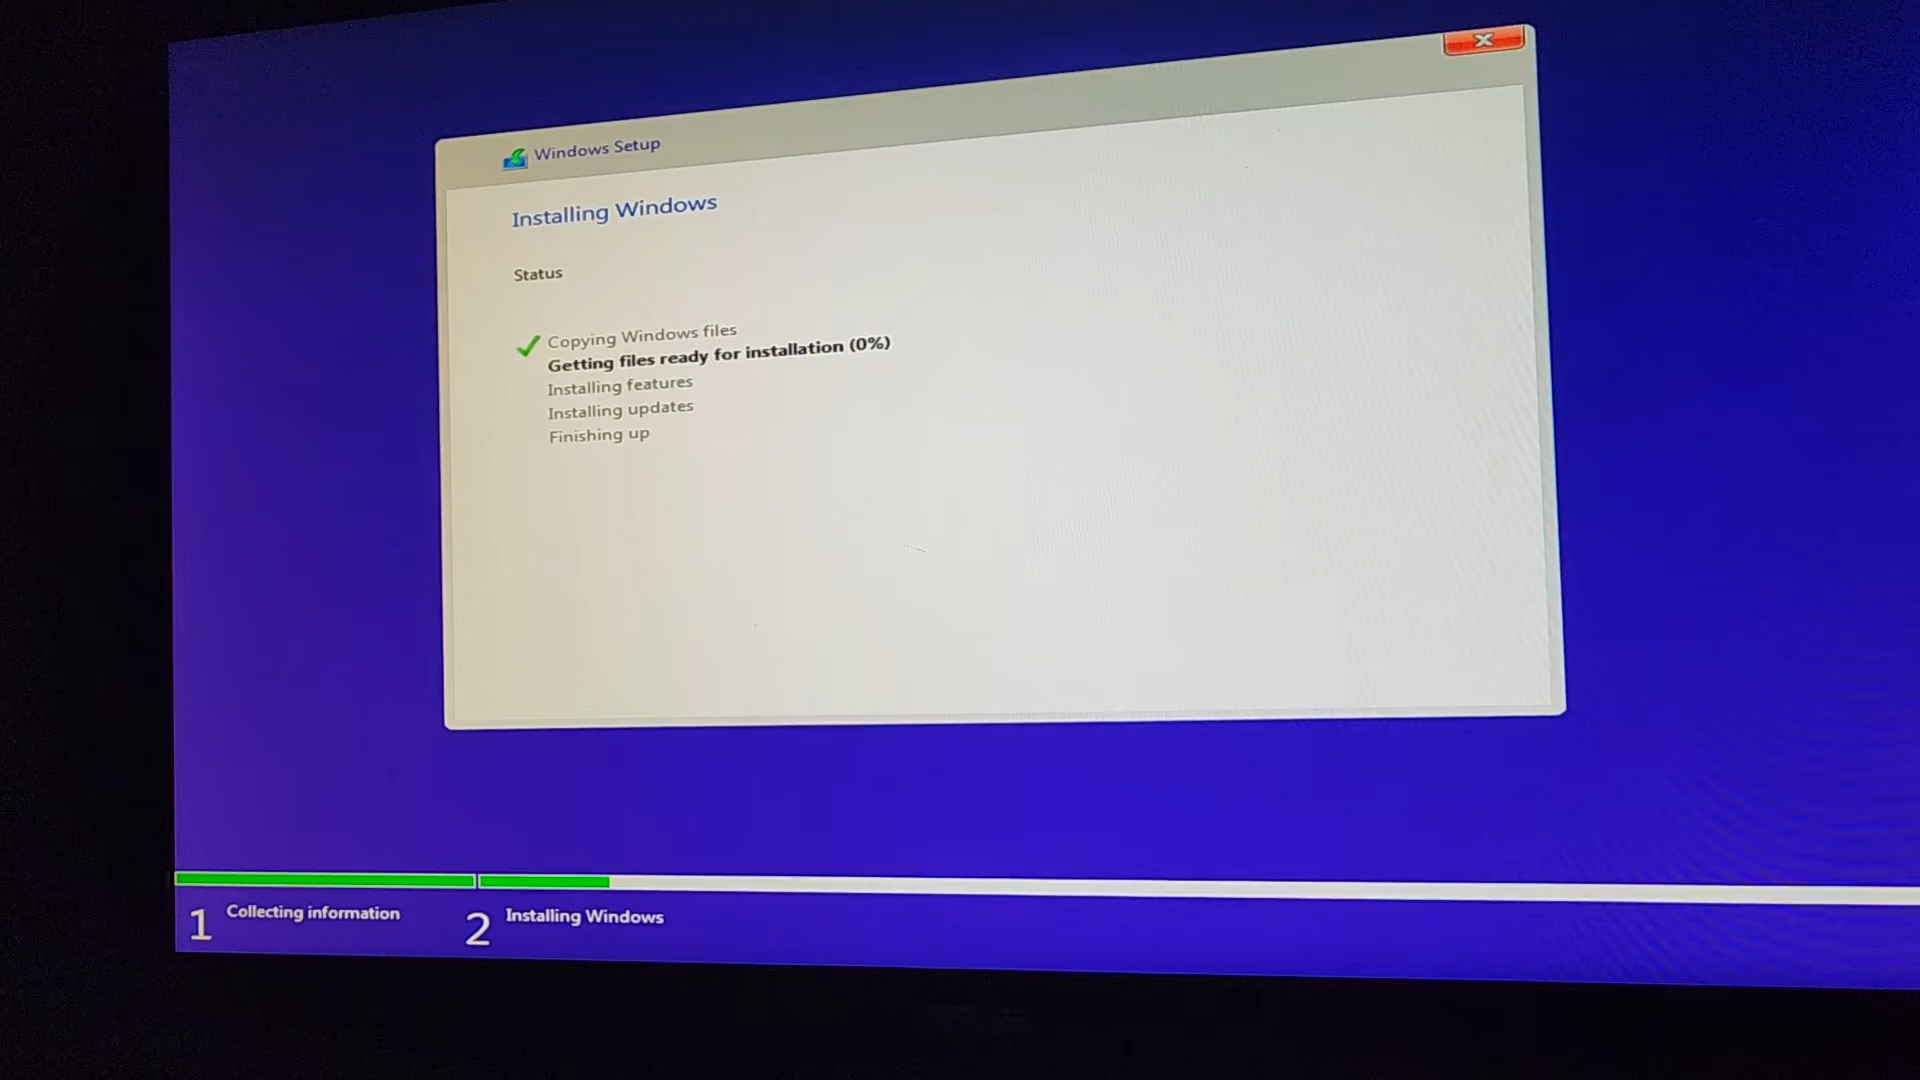 Windows Setup
Installing Windows
Status
Copying Windows files
Getting files ready for installation (0%)
Installing features
Installing updates
Finishing up
1 Collecting information
2 Installing Windows